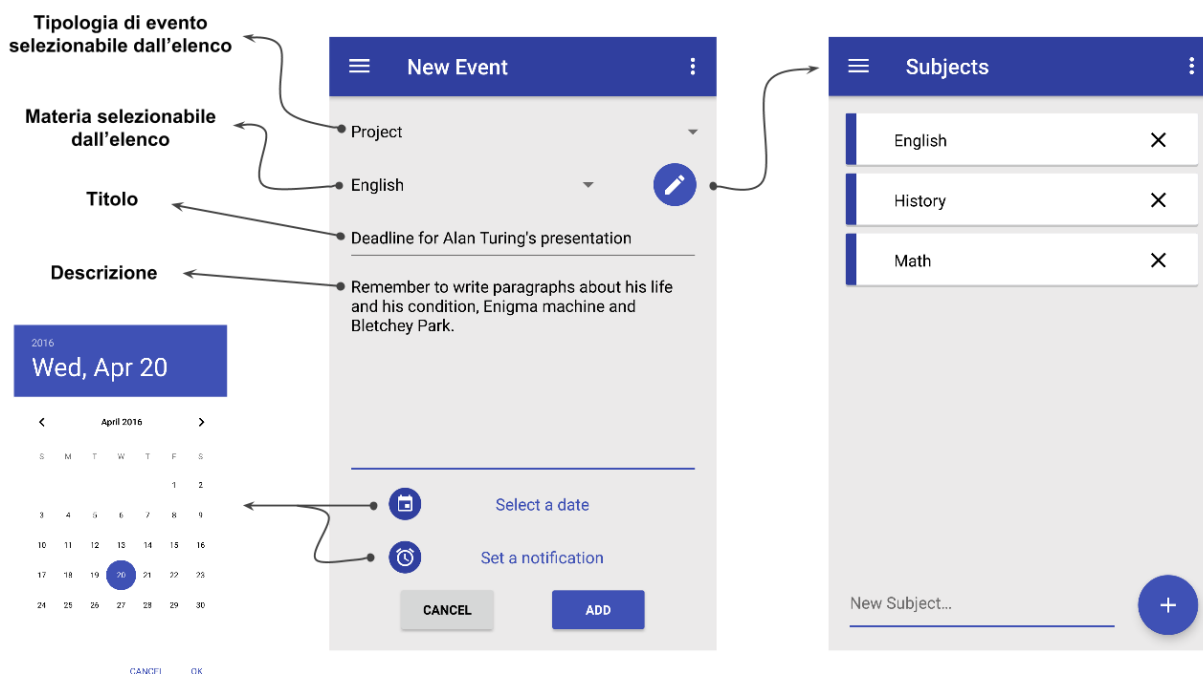 Tipologia di evento
selezionabile dall'elenco
Materia selezionabile
dall'elenco
Titolo
Descrizione
2016
Wed, Apr 20
April 2016
S M T W T F S
1 2
3 4 5 6 7 8 9
10 11 12 13 14 15 16
17 18 19 20 21 22 23
24 25 26 27 28 29 30
CANCEL OK
New Event
Project
English
Deadline for Alan Turing's presentation
Remember to write paragraphs about his life
and his condition, Enigma machine and
Bletchey Park.
Select a date
Set a notification
CANCEL ADD
Subjects
English
History
Math
New Subject...